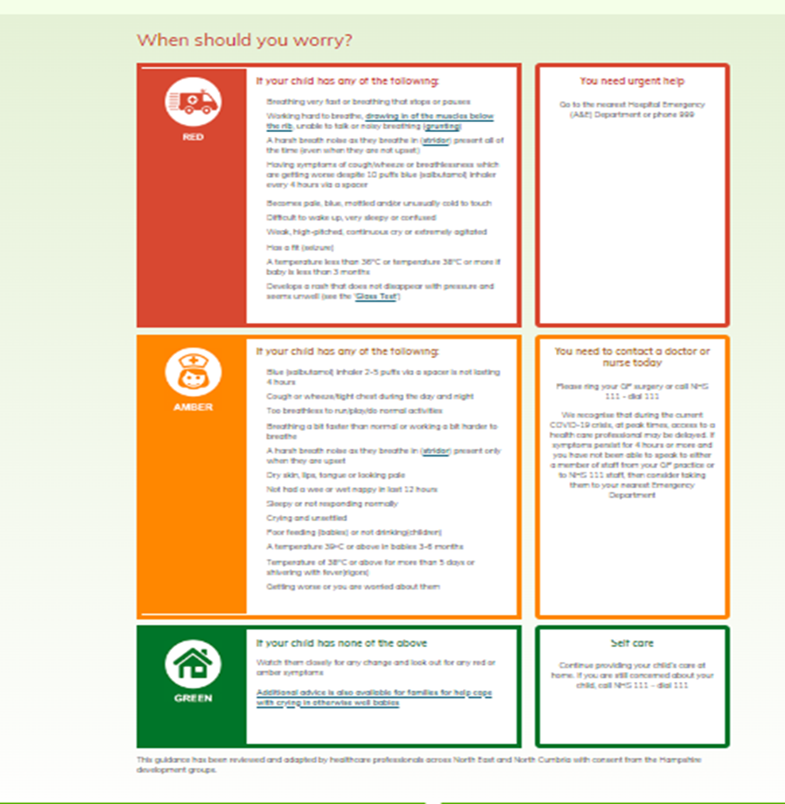 When should you worry?
RED
If your child has any of the following:
Breathing very fast or breathing that stops or pauses
Working hard to breathe, drawing in of the muscles below
the rib, unable to talk or noisy breathing (grunting)
A harsh breath noise as they breathe in (stridor) present all of
the time (even when they are not upset)
Having symptoms of cough/wheeze or breathlessness which
are getting worse despite 10 puffs blue (salbutamol) inhaler
every 4 hours via a spacer
Becomes pale, blue, mottled and/or unusually cold to touch
Difficult to wake up, very sleepy or confused
Weak, high-pitched, continuous cry or extremely agitated
Has a fit (seizure)
A temperature less than 36°C or temperature 38°C or more if
baby is less than 3 months
Develops a rash that does not disappear with pressure and
seems unwell (see the 'Glass Test')
You need urgent help
Go to the nearest Hospital Emergency
(A&E) Department or phone 999
AMBER
If your child has any of the following:
Blue (salbutamol) inhaler 2-5 puffs via a spacer is not lasting
4 hours
Cough or wheeze/tight chest during the day and night
Too breathless to run/play/do normal activities
Breathing a bit faster than normal or working a bit harder to
breathe
A harsh breath noise as they breathe in (stridor) present only
when they are upset
Dry skin, lips, tongue or looking pale
Not had a wee or wet nappy in last 12 hours
Sleepy or not responding normally
Crying and unsettled
Poor feeding (babies) or not drinking(children)
A temperature 39°C or above in babies 3-6 months
Temperature of 38°C or above for more than 5 days or
shivering with fever(rigors)
Getting worse or you are worried about them
You need to contact a doctor or
nurse today
Please ring your GP surgery or call NHS
111 - dial 111
We recognise that during the current
COVID-19 crisis, at peak times, access to a
health care professional may be delayed. If
symptoms persist for 4 hours or more and
you have not been able to speak to either
a member of staff from your GP practice or
to NHS 111 staff, then consider taking
them to your nearest Emergency
Department
GREEN
If your child has none of the above
Watch them closely for any change and look out for any red or
amber symptoms
Additional advice is also available for families for help cope
with crying in otherwise well babies
Self care
Continue providing your child's care at
home. If you are still concerned about your
child, call NHS 111 – dial 111
This guidance has been reviewed and adapted by healthcare professionals across North East and North Cumbria with consent from the Hampshire
development groups.